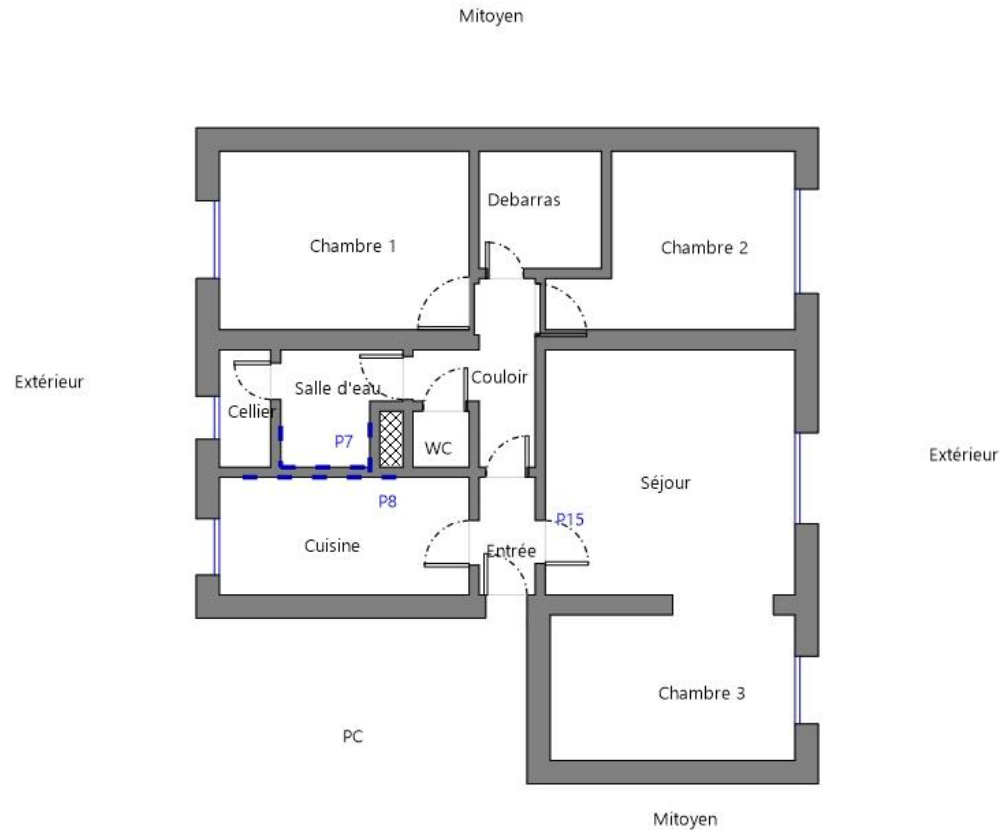 Mitoyen
Debarras
Chambre 1
Chambre 2
Extérieur
Couloir
Salle d'eau
Cellier
P7
WC
Extérieur
Séjour
P8
P15
Cuisine
Entrée
Chambre 3
PC
Mitoyen